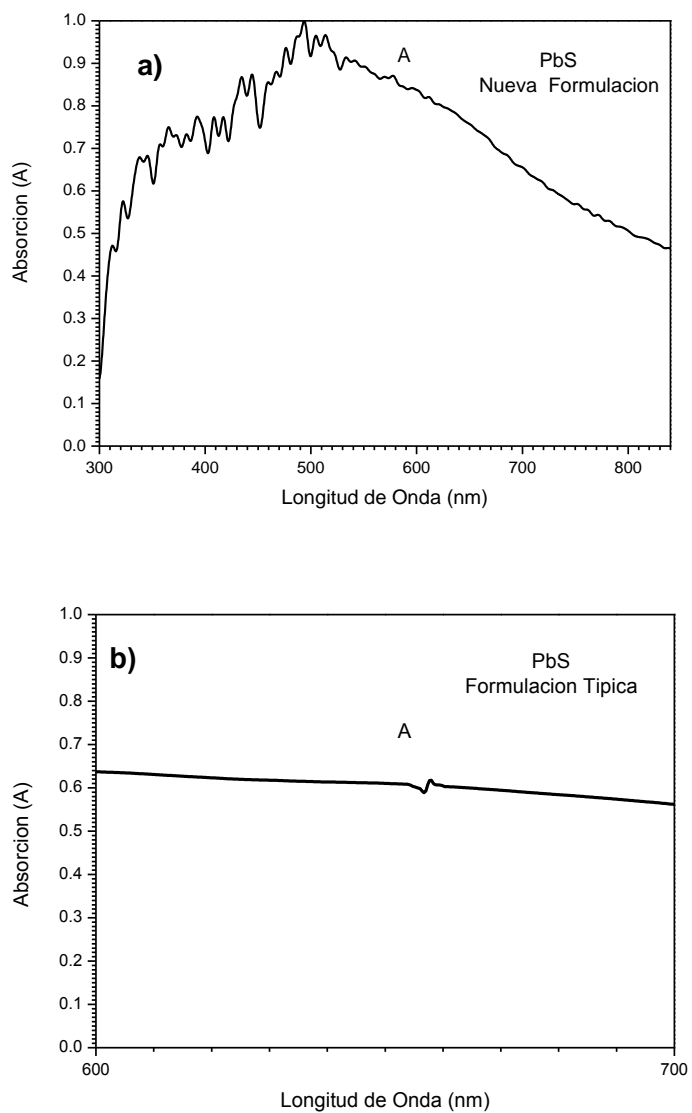 a)
A
PbS
Nueva Formulacion
Absorcion (A)
1.0
0.9
0.8
0.7
0.6
0.5
0.4
0.3
0.2
0.1
0.0
300 400 500 600 700 800
Longitud de Onda (nm)
b)
PbS
Formulacion Tipica
A
Absorcion (A)
1.0
0.9
0.8
0.7
0.6
0.5
0.4
0.3
0.2
0.1
0.0
600 700
Longitud de Onda (nm)